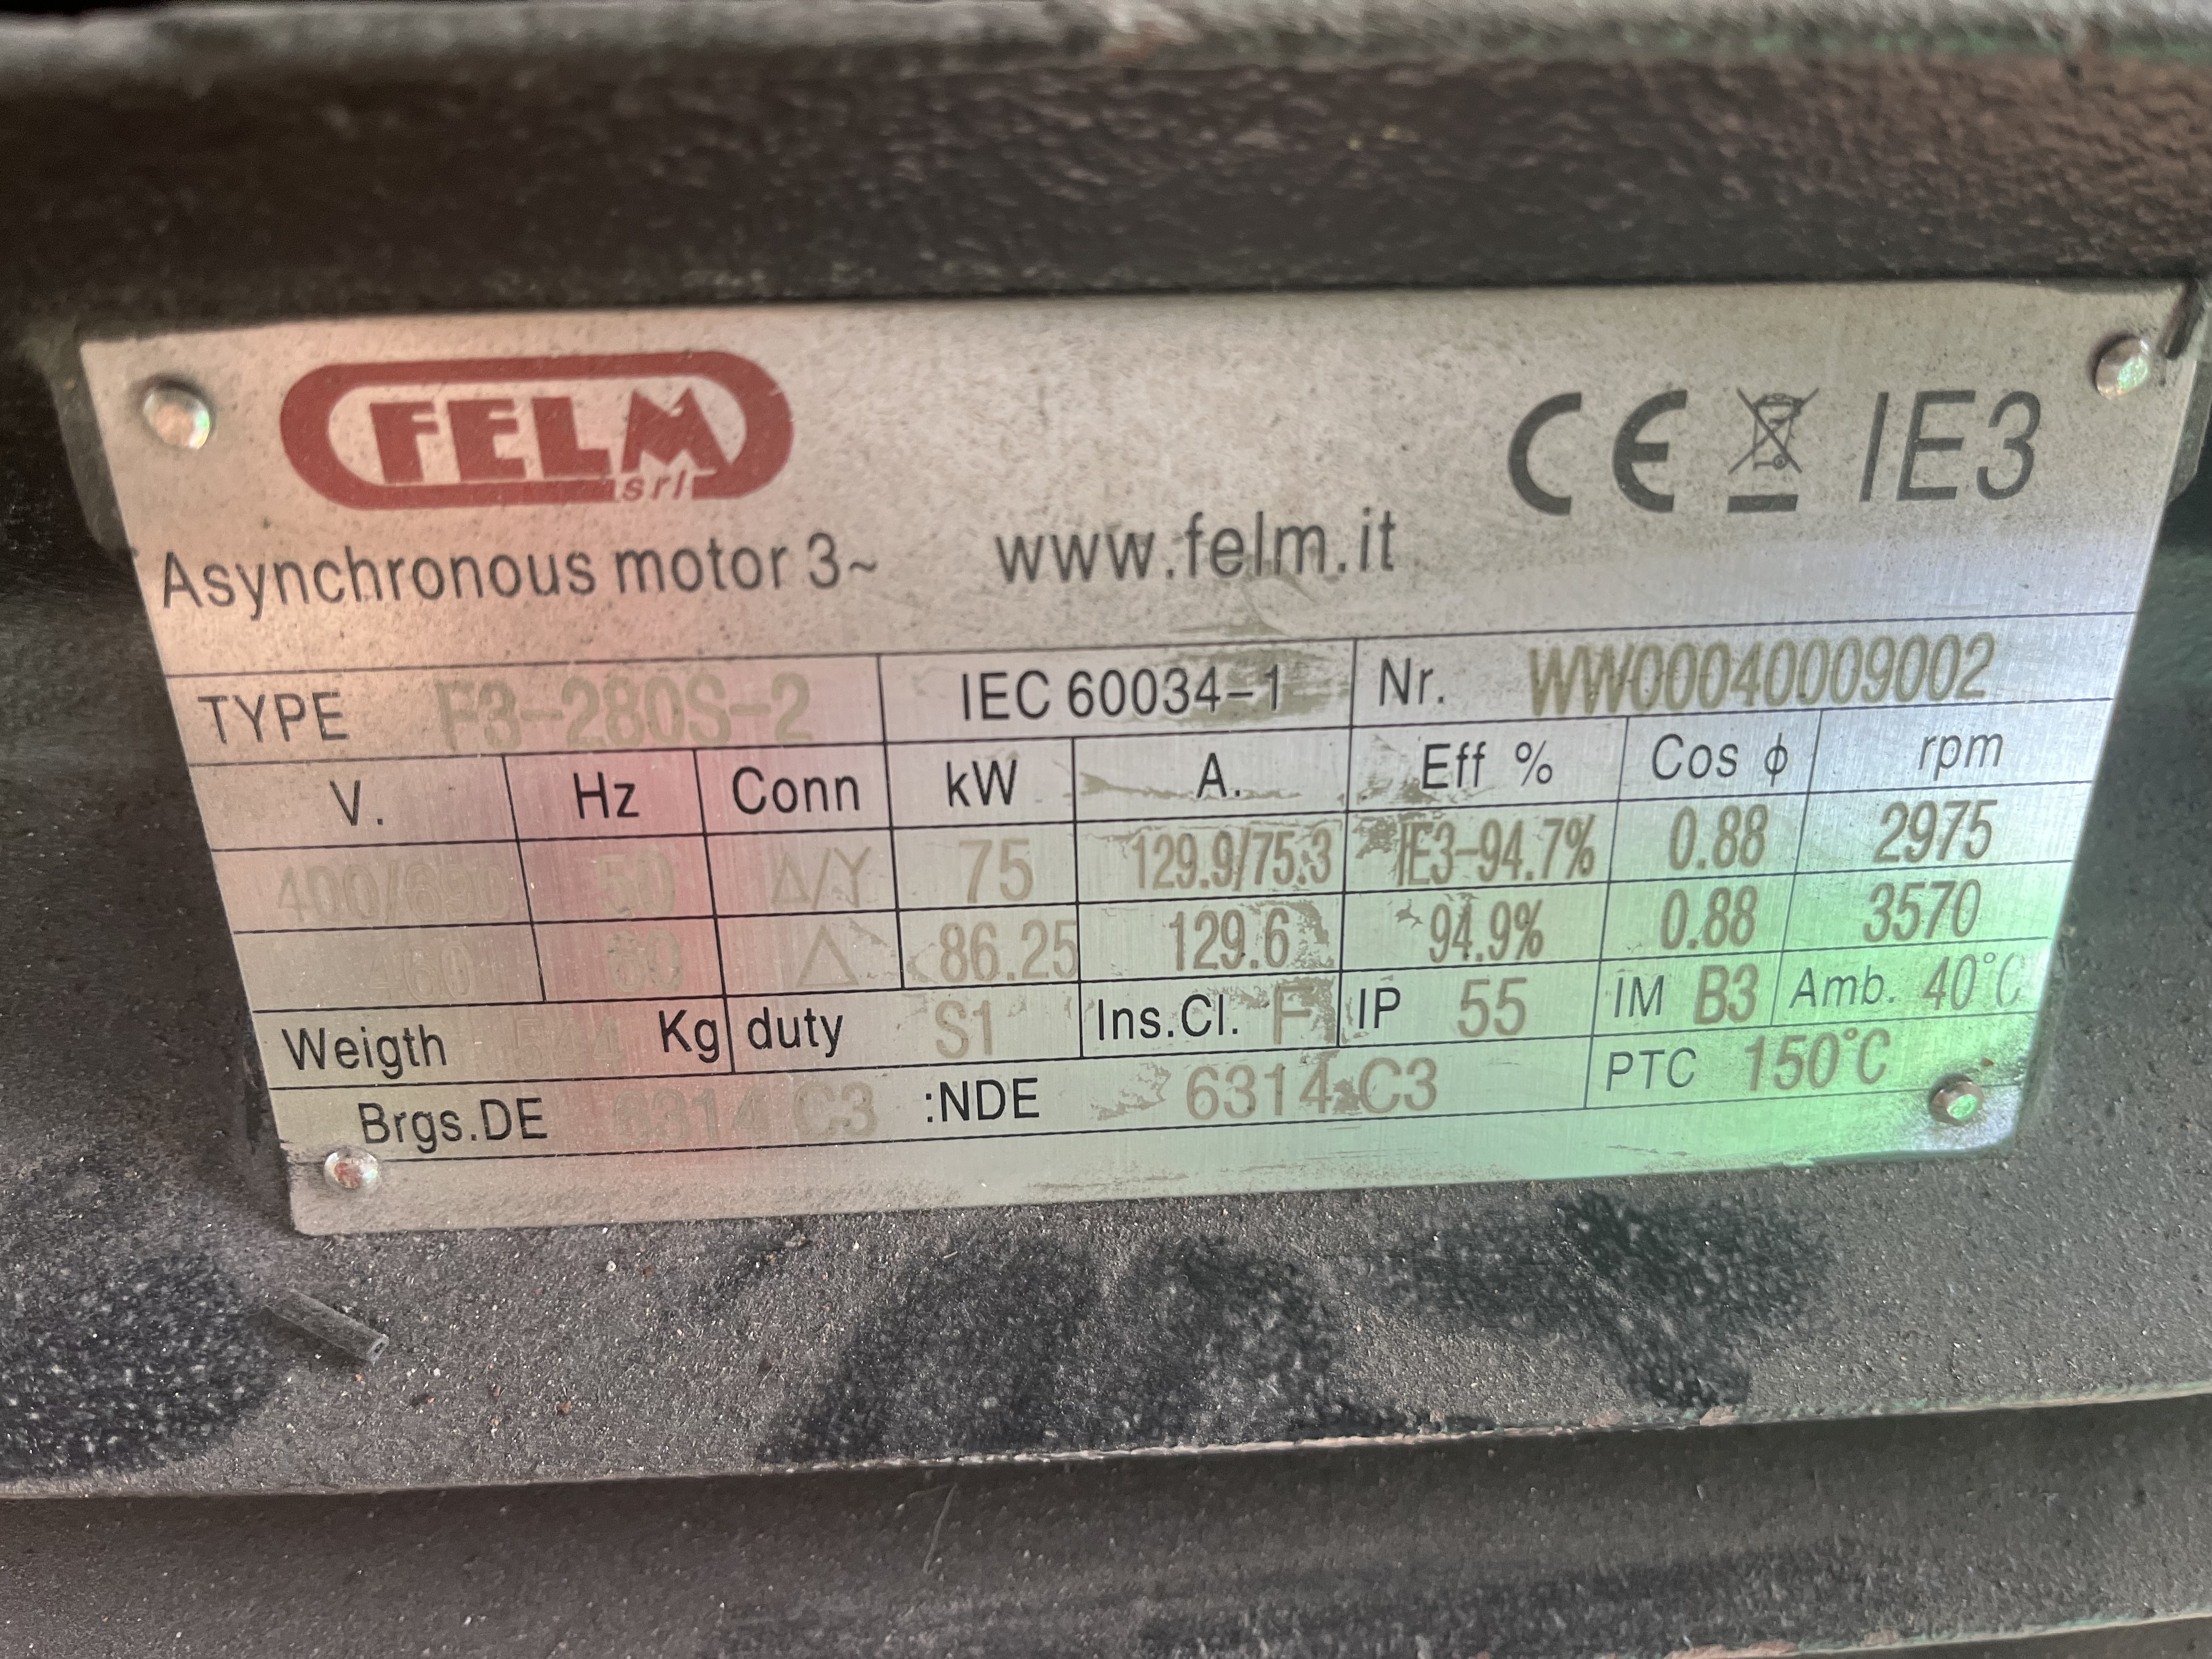 FELM
srl
CE IE3
Asynchronous motor 3~ www.felm.it
TYPE F3-280S-2 IEC 60034-1 Nr. WW00040009002
V. Hz Conn kW A. Eff % Cos ϕ rpm
400/690 50 Δ/Y 75 129.9/75.3 IE3-94.7% 0.88 2975
460 60 Δ 86.25 129.6 94.9% 0.88 3570
Weigth 544 Kg duty S1 Ins.Cl. F IP 55 IM B3 Amb. 40°C
Brgs.DE 6314 C3 :NDE 6314 C3 PTC 150°C